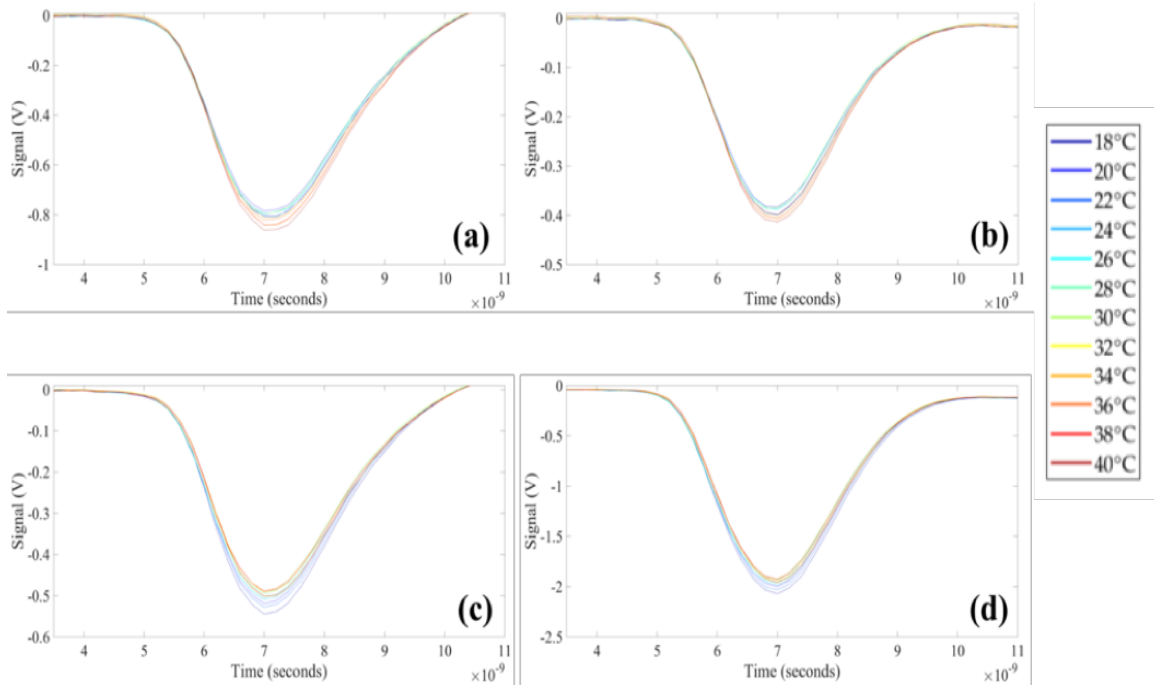 0
-0.2
-0.4
-0.6
-0.8
-1
Signal (V)
4 5 6 7 8 9 10 11
Time (seconds)
×10⁻⁹
(a)
0
-0.1
-0.2
-0.3
-0.4
-0.5
Signal (V)
4 5 6 7 8 9 10 11
Time (seconds)
×10⁻⁹
(b)
18°C
20°C
22°C
24°C
26°C
28°C
30°C
32°C
34°C
36°C
38°C
40°C
0
-0.1
-0.2
-0.3
-0.4
-0.5
-0.6
Signal (V)
4 5 6 7 8 9 10 11
Time (seconds)
×10⁻⁹
(c)
0
-0.5
-1
-1.5
-2
-2.5
Signal (V)
4 5 6 7 8 9 10 11
Time (seconds)
×10⁻⁹
(d)